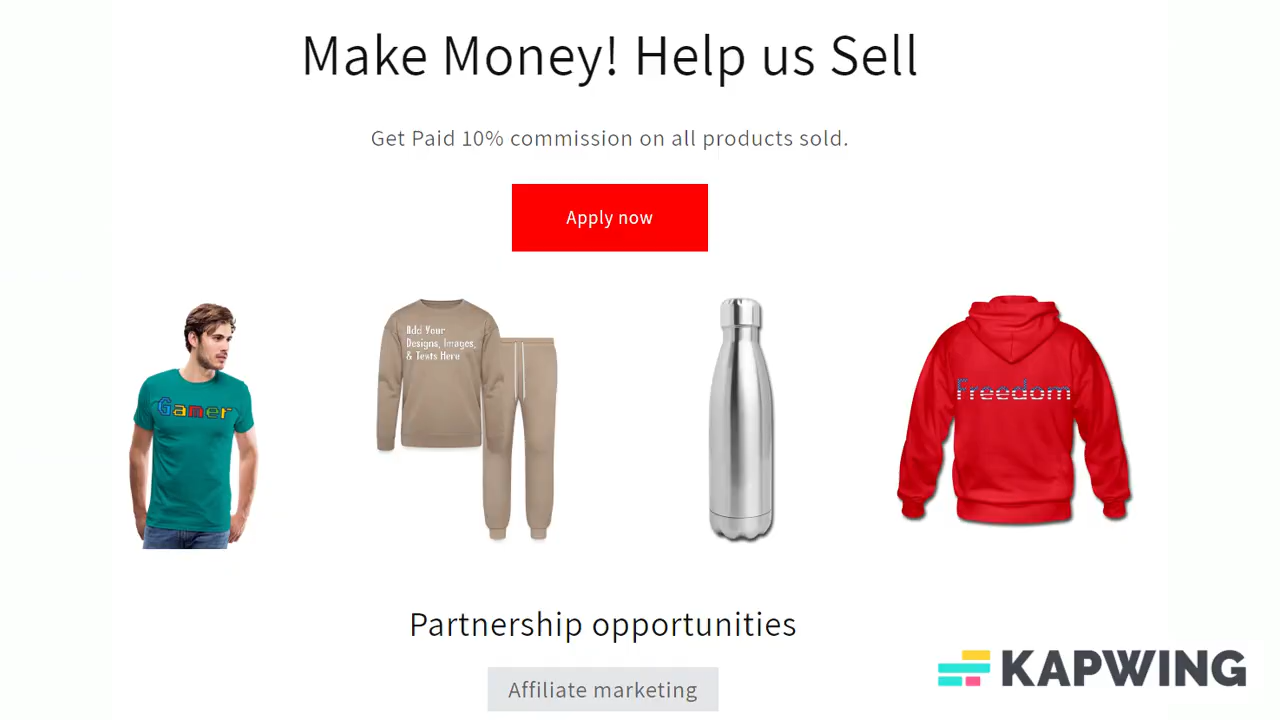 Make Money! Help us Sell
Get Paid 10% commission on all products sold.
Apply now
Gamer
Add Your
Designs, Images,
& Texts Here
Freedom
Partnership opportunities
Affiliate marketing
KAPWING